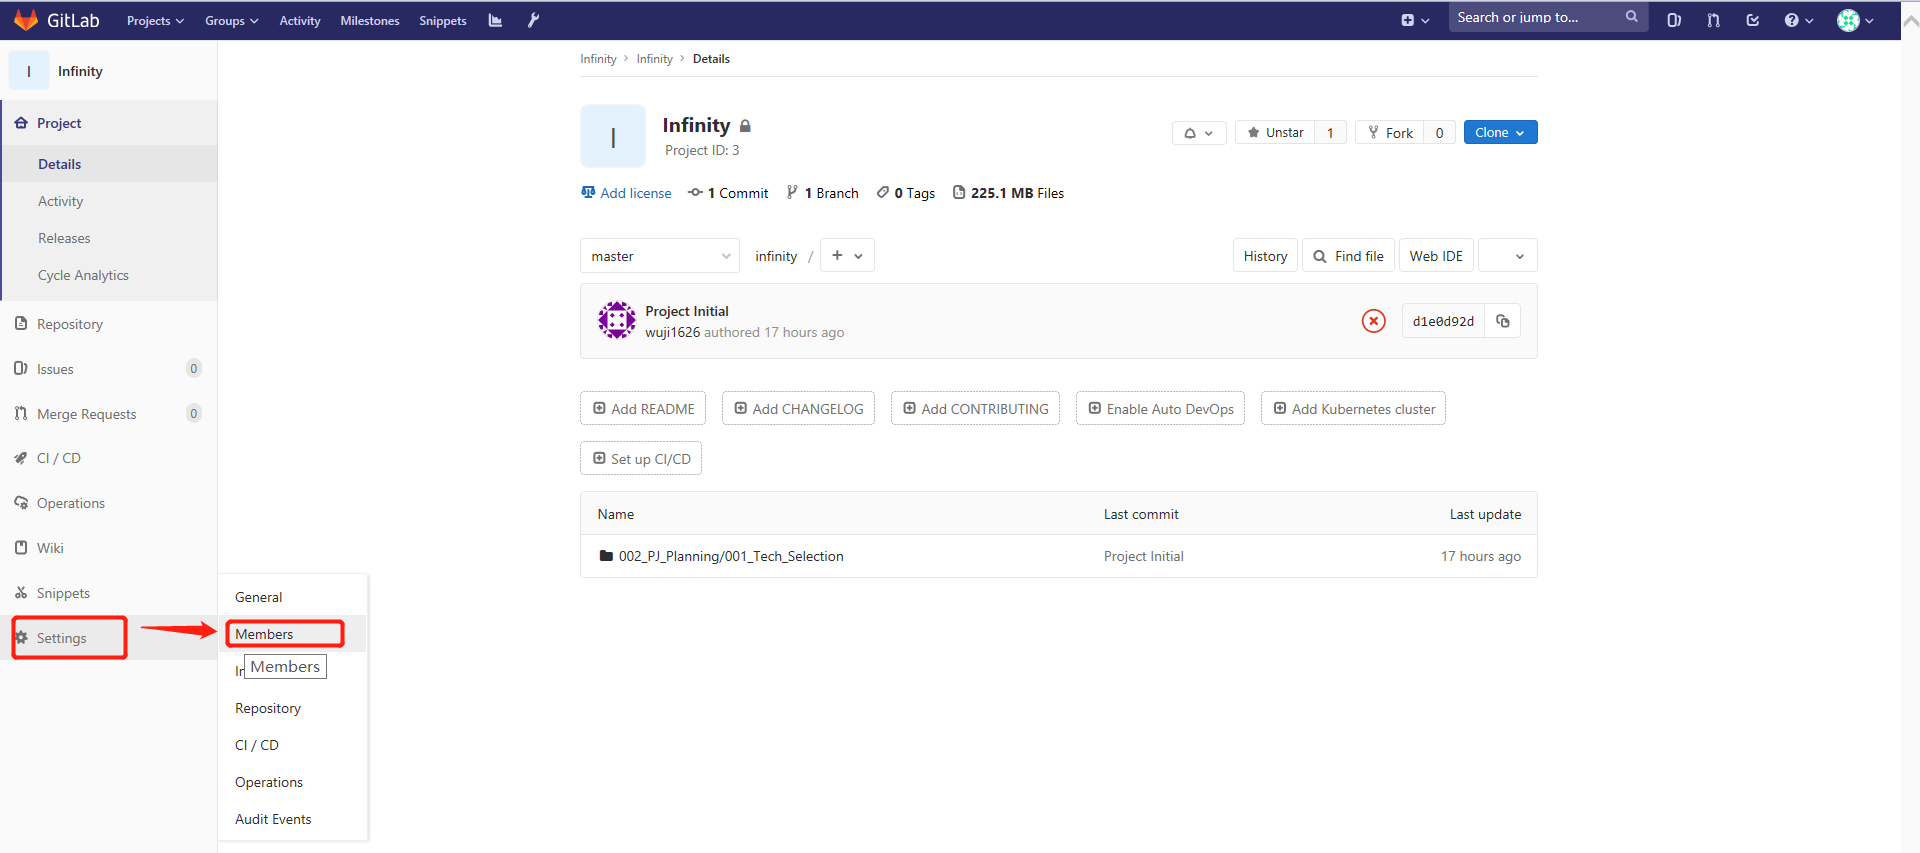 GitLab Projects Groups Activity Milestones Snippets Search or jump to...
I Infinity
Project
Details
Activity
Releases
Cycle Analytics
Repository
Issues 0
Merge Requests 0
CI / CD
Operations
Wiki
Snippets
Settings
General
Members
Members
Repository
CI / CD
Operations
Audit Events
Infinity > Infinity > Details
I
Infinity
Project ID: 3
Unstar 1 Fork 0 Clone
Add license 1 Commit 1 Branch 0 Tags 225.1 MB Files
master infinity / + History Find file Web IDE
Project Initial
wuji1626 authored 17 hours ago
d1e0d92d
Add README Add CHANGELOG Add CONTRIBUTING Enable Auto DevOps Add Kubernetes cluster
Set up CI/CD
Name Last commit Last update
002_PJ_Planning/001_Tech_Selection Project Initial 17 hours ago